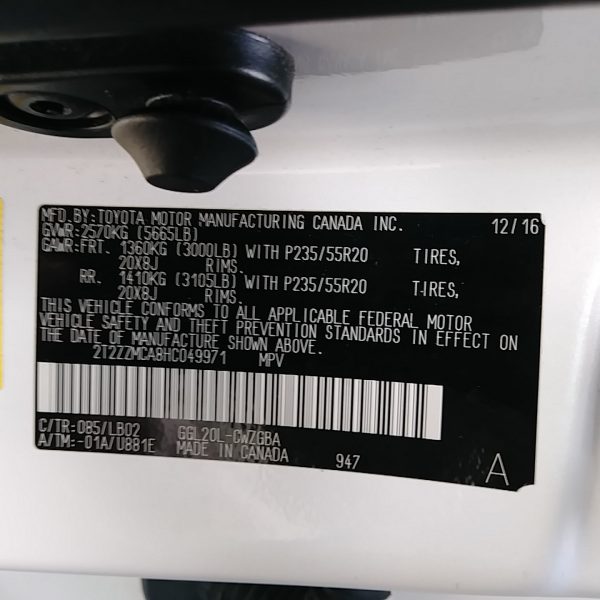 MFD.BY:TOYOTA MOTOR MANUFACTURING CANADA INC. 12/16
GVWR:2570KG (5665LB)
GAWR:FRT. 1360KG (3000LB) WITH P235/55R20 TIRES,
20X8J RIMS.
RR. 1410KG (3105LB) WITH P235/55R20 TIRES,
20X8J RIMS.
THIS VEHICLE CONFORMS TO ALL APPLICABLE FEDERAL MOTOR
VEHICLE SAFETY AND THEFT PREVENTION STANDARDS IN EFFECT ON
THE DATE OF MANUFACTURE SHOWN ABOVE.
2T2ZZMCA8HC049971 MPV
C/TR:085/LB02 GGL20L-CWZGBA
A/TM:-01A/U881E MADE IN CANADA 947 A